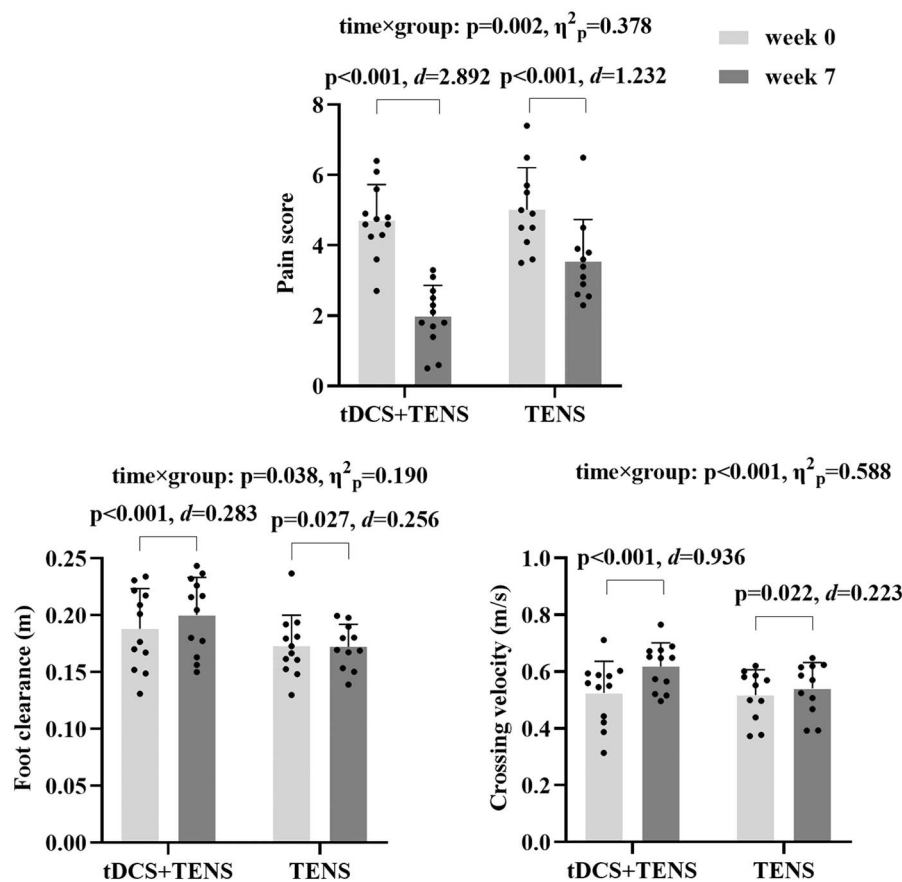 time×group: p=0.002, η²ₚ=0.378
week 0
week 7
p<0.001, d=2.892 p<0.001, d=1.232
8
6
4
2
0
Pain score
tDCS+TENS TENS
time×group: p=0.038, η²ₚ=0.190
p<0.001, d=0.283 p=0.027, d=0.256
0.25
0.20
0.15
0.10
0.05
0.00
Foot clearance (m)
tDCS+TENS TENS
time×group: p<0.001, η²ₚ=0.588
p<0.001, d=0.936
p=0.022, d=0.223
1.0
0.8
0.6
0.4
0.2
0.0
Crossing velocity (m/s)
tDCS+TENS TENS